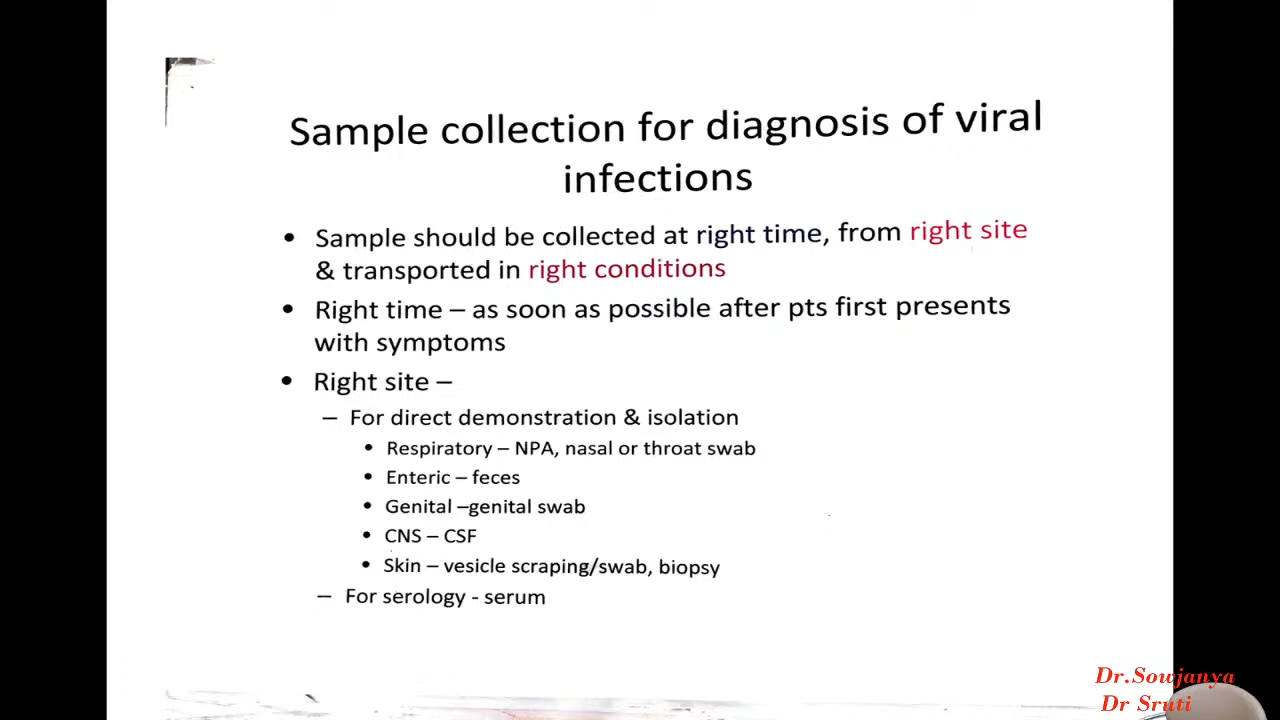 Sample collection for diagnosis of viral
infections
• Sample should be collected at right time, from right site
& transported in right conditions
• Right time – as soon as possible after pts first presents
with symptoms
• Right site –
– For direct demonstration & isolation
• Respiratory – NPA, nasal or throat swab
• Enteric – feces
• Genital –genital swab
• CNS – CSF
• Skin – vesicle scraping/swab, biopsy
– For serology - serum
Dr.Sowjanya
Dr Sruti